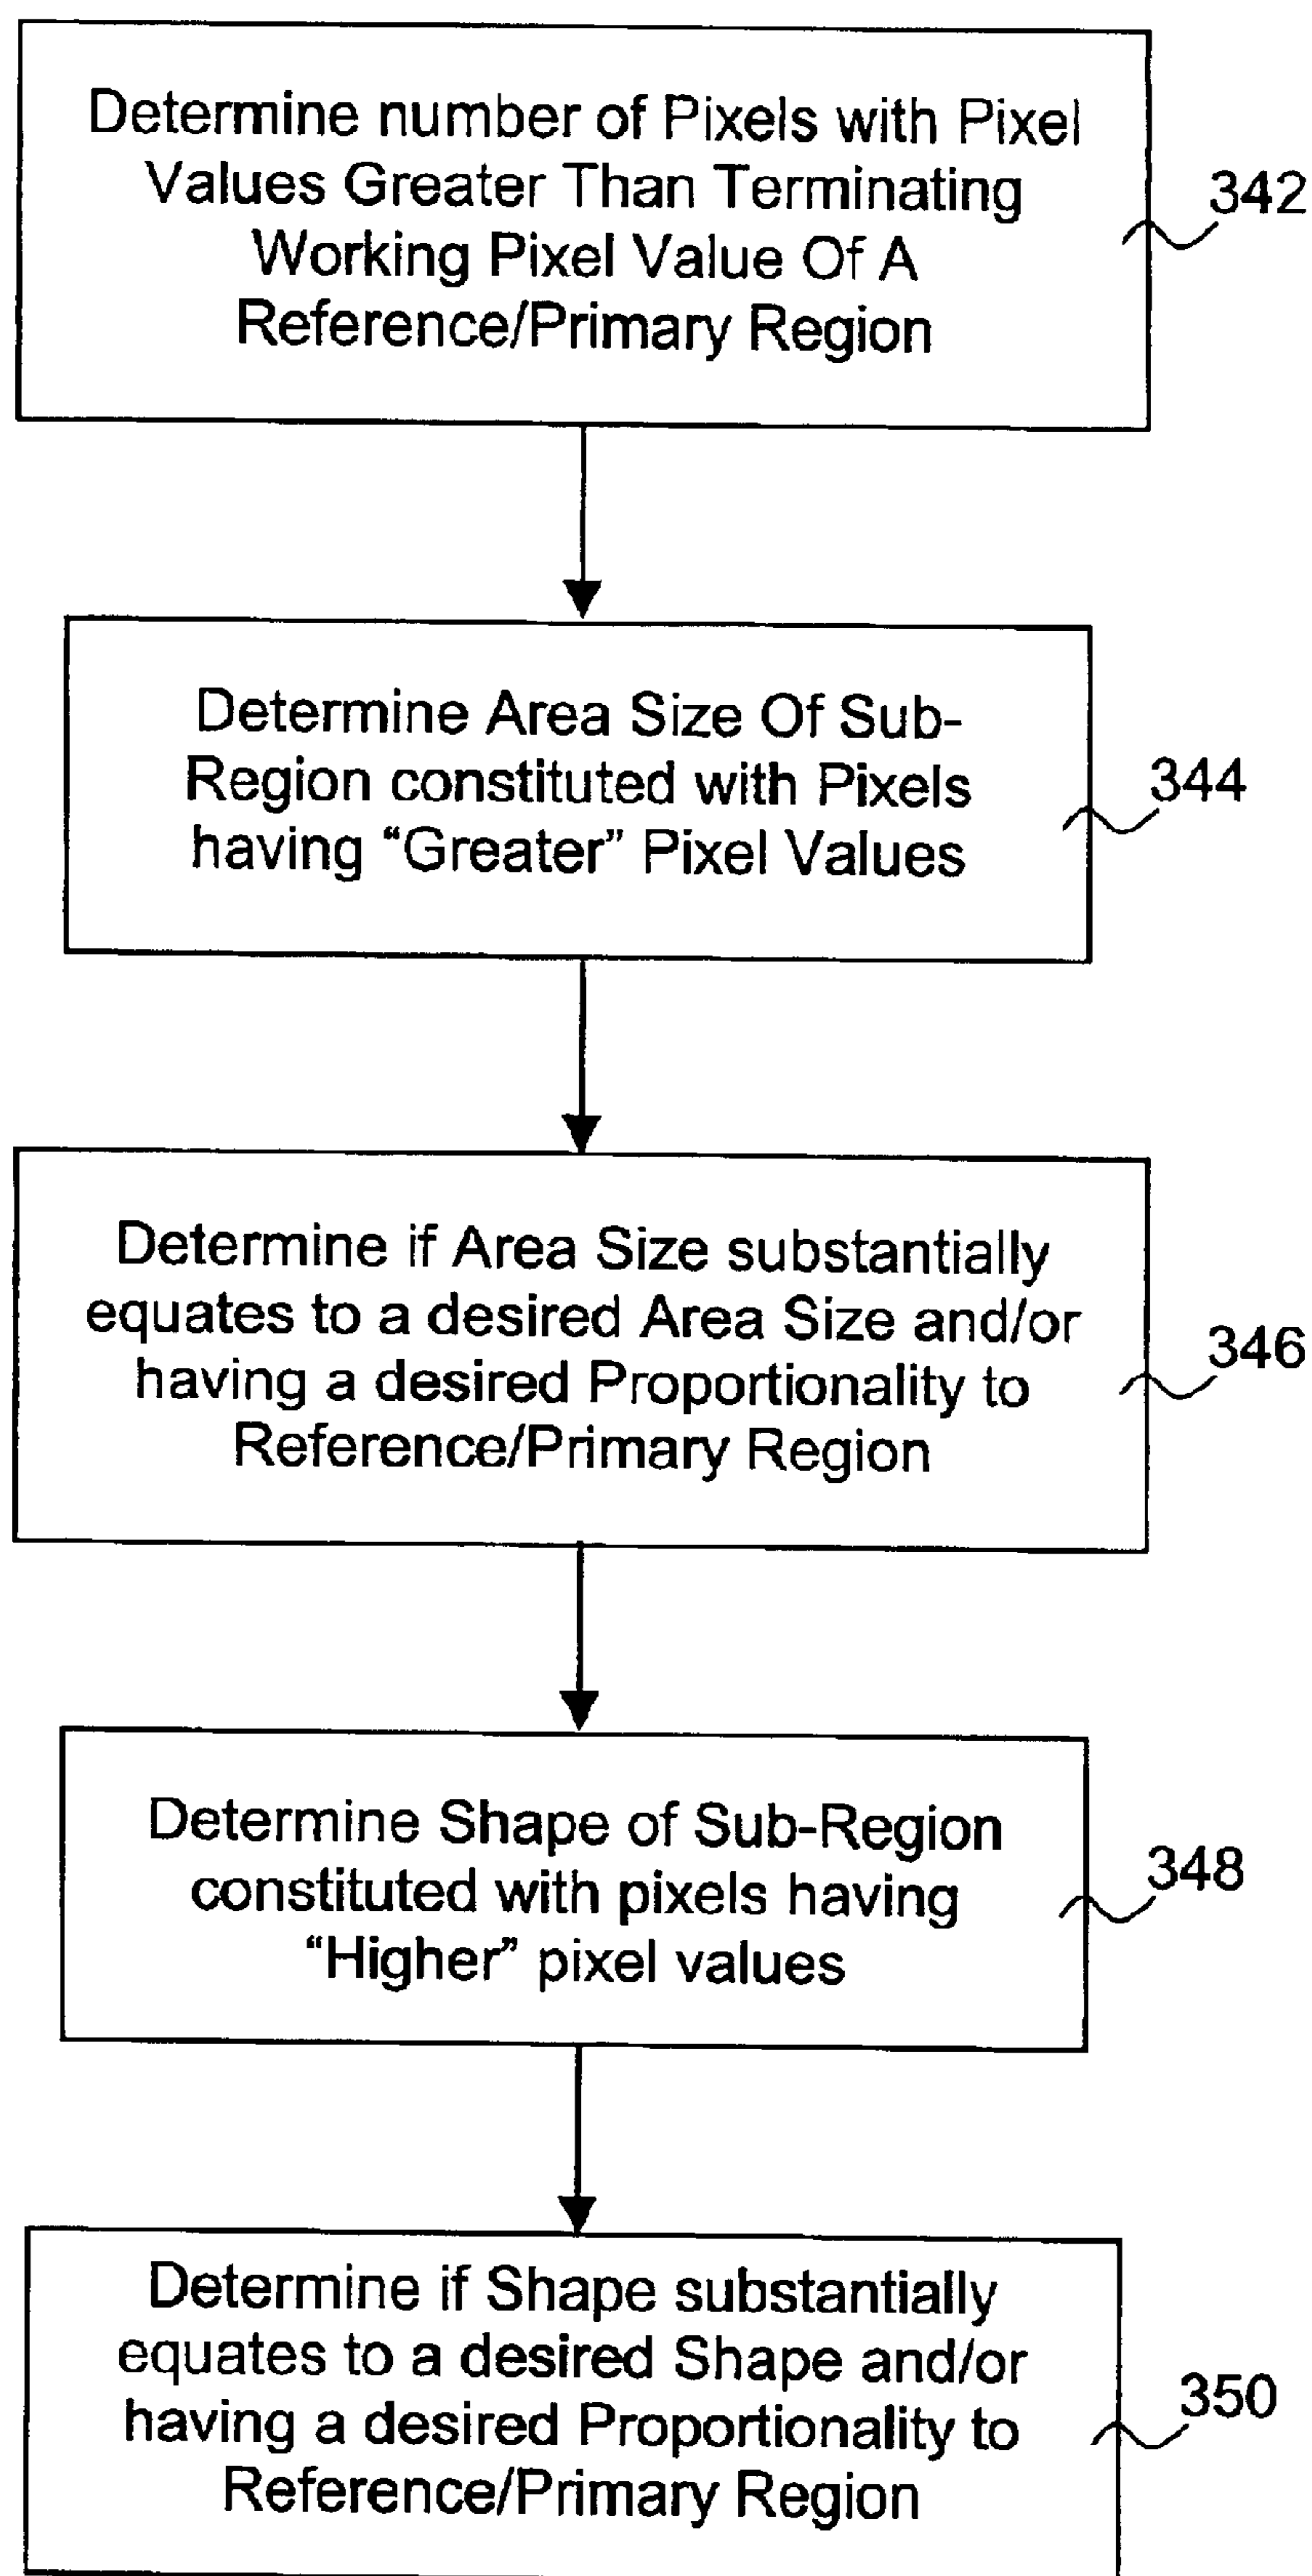 Determine number of Pixels with Pixel
Values Greater Than Terminating
Working Pixel Value Of A
Reference/Primary Region
342
Determine Area Size Of Sub-
Region constituted with Pixels
having “Greater” Pixel Values
344
Determine if Area Size substantially
equates to a desired Area Size and/or
having a desired Proportionality to
Reference/Primary Region
346
Determine Shape of Sub-Region
constituted with pixels having
“Higher” pixel values
348
Determine if Shape substantially
equates to a desired Shape and/or
having a desired Proportionality to
Reference/Primary Region
350